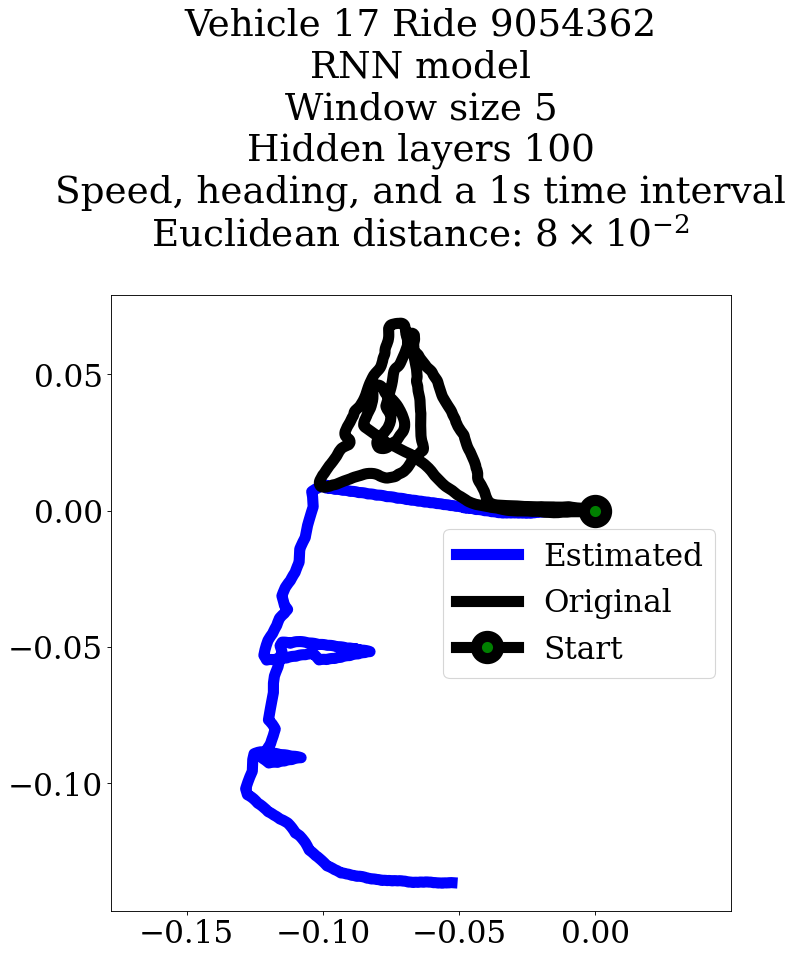 Vehicle 17 Ride 9054362
RNN model
Window size 5
Hidden layers 100
Speed, heading, and a 1s time interval
Euclidean distance: 8 × 10⁻²
0.05
0.00
−0.05
−0.10
Estimated
Original
Start
−0.15
−0.10
−0.05
0.00